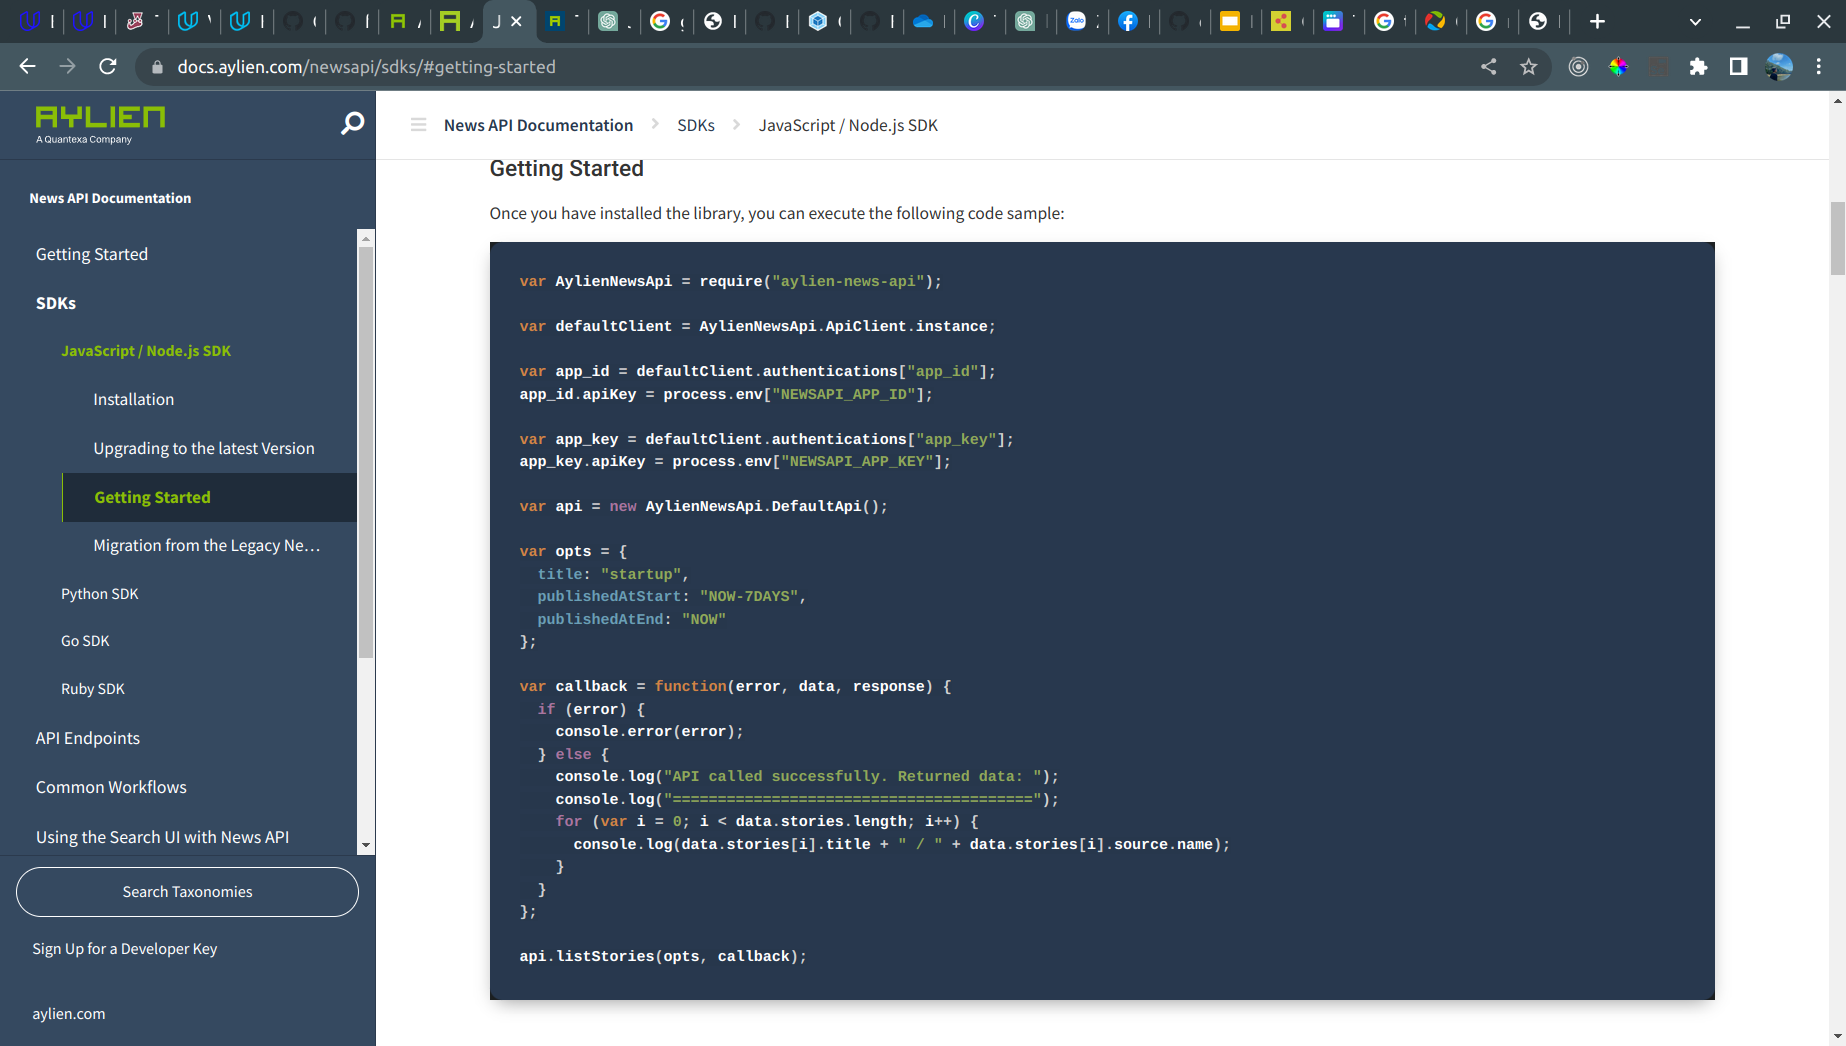 docs.aylien.com/newsapi/sdks/#getting-started
AYLIEN
A Quantexa Company
News API Documentation
Getting Started
SDKs
JavaScript / Node.js SDK
Installation
Upgrading to the latest Version
Getting Started
Migration from the Legacy Ne…
Python SDK
Go SDK
Ruby SDK
API Endpoints
Common Workflows
Using the Search UI with News API
Search Taxonomies
Sign Up for a Developer Key
aylien.com
News API Documentation > SDKs > JavaScript / Node.js SDK
Getting Started
Once you have installed the library, you can execute the following code sample:
var AylienNewsApi = require("aylien-news-api");
var defaultClient = AylienNewsApi.ApiClient.instance;
var app_id = defaultClient.authentications["app_id"];
app_id.apiKey = process.env["NEWSAPI_APP_ID"];
var app_key = defaultClient.authentications["app_key"];
app_key.apiKey = process.env["NEWSAPI_APP_KEY"];
var api = new AylienNewsApi.DefaultApi();
var opts = {
  title: "startup",
  publishedAtStart: "NOW-7DAYS",
  publishedAtEnd: "NOW"
};
var callback = function(error, data, response) {
  if (error) {
    console.error(error);
  } else {
    console.log("API called successfully. Returned data: ");
    console.log("========================================");
    for (var i = 0; i < data.stories.length; i++) {
      console.log(data.stories[i].title + " / " + data.stories[i].source.name);
    }
  }
};
api.listStories(opts, callback);